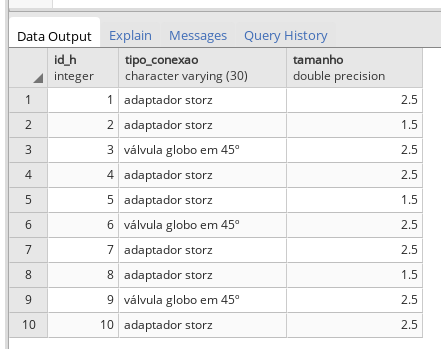 Data Output Explain Messages Query History
id_h tipo_conexao tamanho
integer character varying (30) double precision
1 1 adaptador storz 2.5
2 2 adaptador storz 1.5
3 3 válvula globo em 45º 2.5
4 4 adaptador storz 2.5
5 5 adaptador storz 1.5
6 6 válvula globo em 45º 2.5
7 7 adaptador storz 2.5
8 8 adaptador storz 1.5
9 9 válvula globo em 45º 2.5
10 10 adaptador storz 2.5